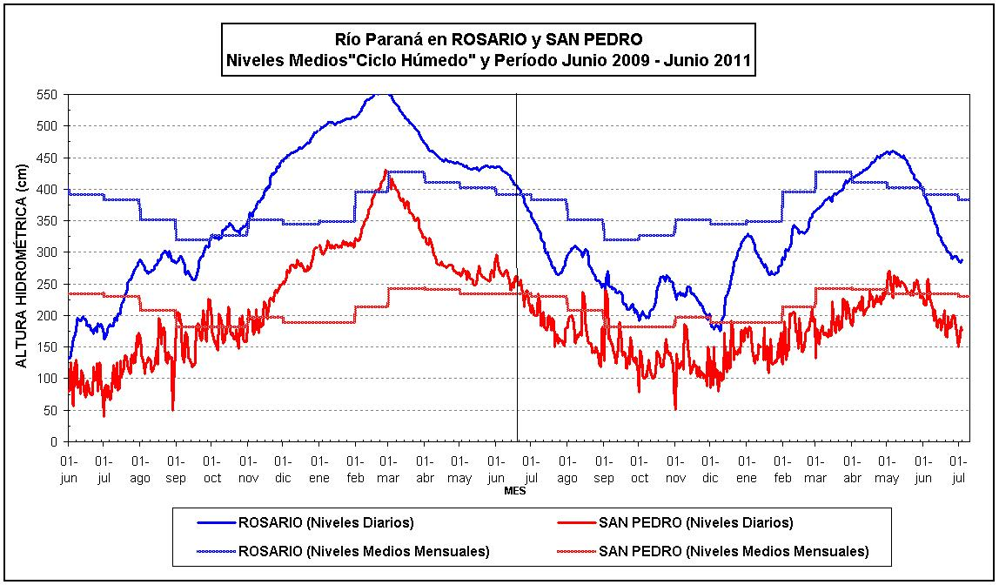 Río Paraná en ROSARIO y SAN PEDRO
Niveles Medios"Ciclo Húmedo" y Período Junio 2009 - Junio 2011
ALTURA HIDROMÉTRICA (cm)
550
500
450
400
350
300
250
200
150
100
50
0
01- 01- 01- 01- 01- 01- 01- 01- 01- 01- 01- 01- 01- 01- 01- 01- 01- 01- 01- 01- 01- 01- 01- 01- 01- 01-
jun jul ago sep oct nov dic ene feb mar abr may jun jul ago sep oct nov dic ene feb mar abr may jun jul
MES
ROSARIO (Niveles Diarios) SAN PEDRO (Niveles Diarios)
ROSARIO (Niveles Medios Mensuales) SAN PEDRO (Niveles Medios Mensuales)